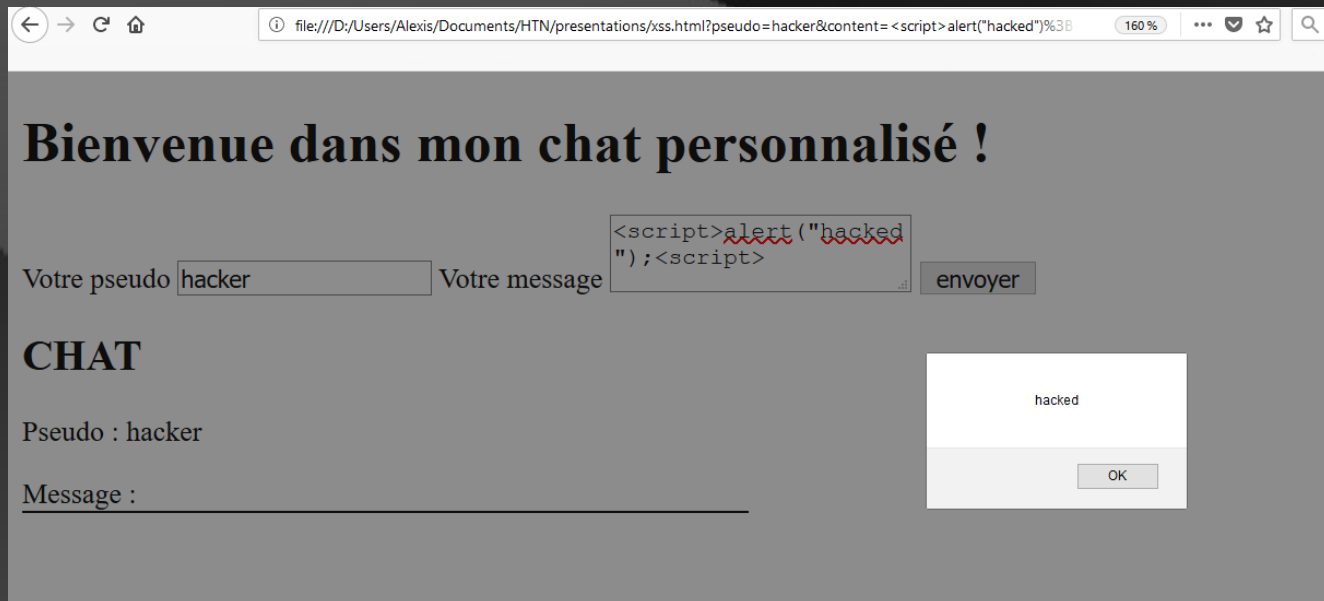 file:///D:/Users/Alexis/Documents/HTN/presentations/xss.html?pseudo=hacker&content=<script>alert("hacked")%3B
160 %
Bienvenue dans mon chat personnalisé !
<script>alert("hacked
");<script>
Votre pseudo hacker Votre message envoyer
CHAT
Pseudo : hacker
Message :
hacked
OK